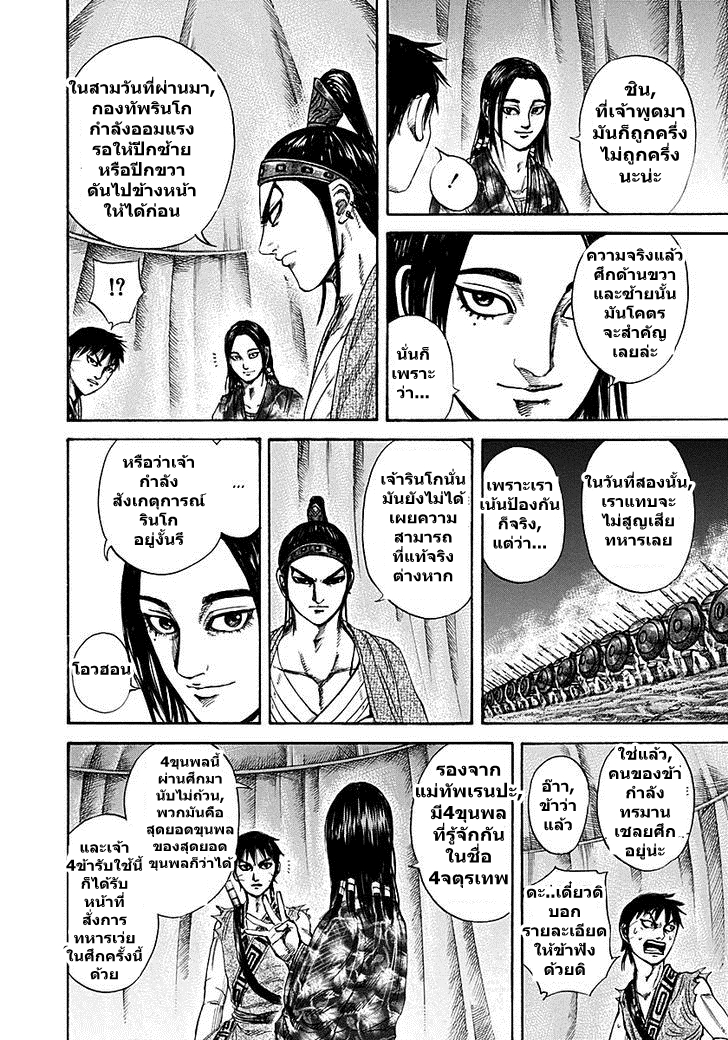 ซิน,
ที่เจ้าพูดมา
มันก็ถูกครึ่ง
ไม่ถูกครึ่ง
นะน่ะ
!
ความจริงแล้ว
ศึกด้านขวา
และซ้ายนั้น
มันโคตร
จะสำคัญ
เลยล่ะ
นั่นก็
เพราะ
ว่า...
ในสามวันที่ผ่านมา,
กองทัพรินโก
กำลังออมแรง
รอให้ปีกซ้าย
หรือปีกขวา
ดันไปข้างหน้า
ให้ได้ก่อน
!?
ในวันที่สองนั้น,
เราแทบจะ
ไม่สูญเสีย
ทหารเลย
เพราะเรา
เน้นป้องกัน
ก็จริง,
แต่ว่า...
เจ้ารินโกนั่น
มันยังไม่ได้
เผยความ
สามารถ
ที่แท้จริง
ต่างหาก
...
หรือว่าเจ้า
กำลัง
สังเกตุการณ์
รินโก
อยู่งั้นรึ
โอวฮอน
ใช่แล้ว,
คนของข้า
กำลัง
ทรมาน
เชลยศึก
อยู่น่ะ
อ๊าา,
ข้าว่า
แล้ว
ดะ..เดี๋ยวดิ
บอก
รายละเอียด
ให้ข้าฟัง
ด้วยดิ
รองจาก
แม่ทัพเรนปะ,
มี4ขุนพล
ที่รู้จักกัน
ในชื่อ
4จตุรเทพ
4ขุนพลนี้
ผ่านศึกมา
นับไม่ถ้วน,
พวกมันคือ
สุดยอดขุนพล
ของสุดยอด
ขุนพลก็ว่าได้
และเจ้า
4ข้ารับใช้นี้
ก็ได้รับ
หน้าที่
สั่งการ
ทหารเว่ย
ในศึกครั้งนี้
ด้วย